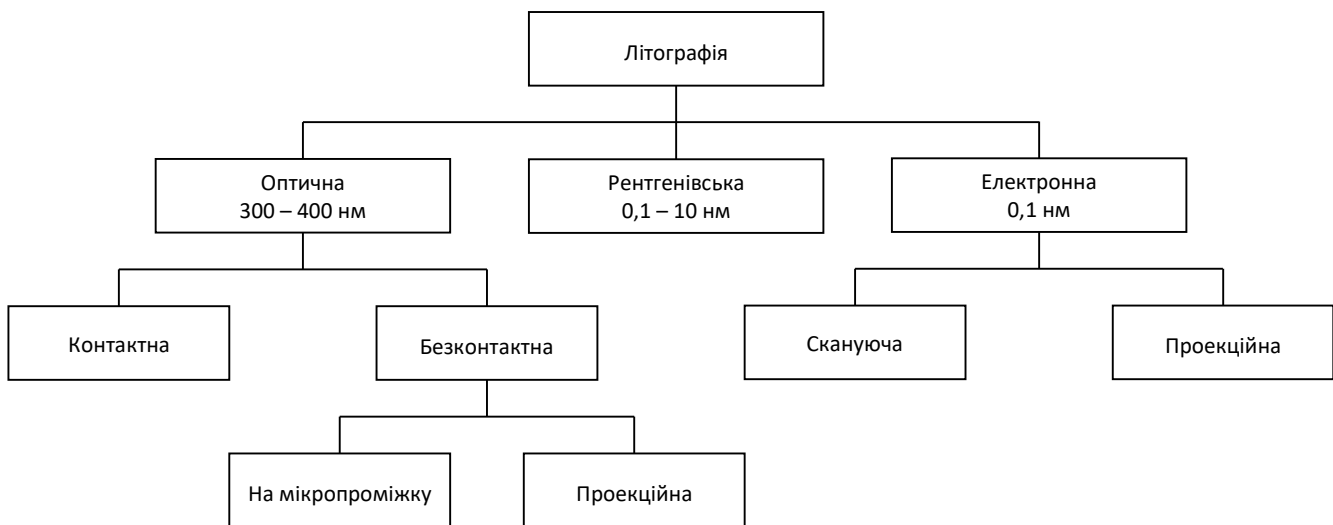 Літографія
Оптична
300 – 400 нм
Рентгенівська
0,1 – 10 нм
Електронна
0,1 нм
Контактна
Безконтактна
Скануюча
Проекційна
На мікропроміжку
Проекційна